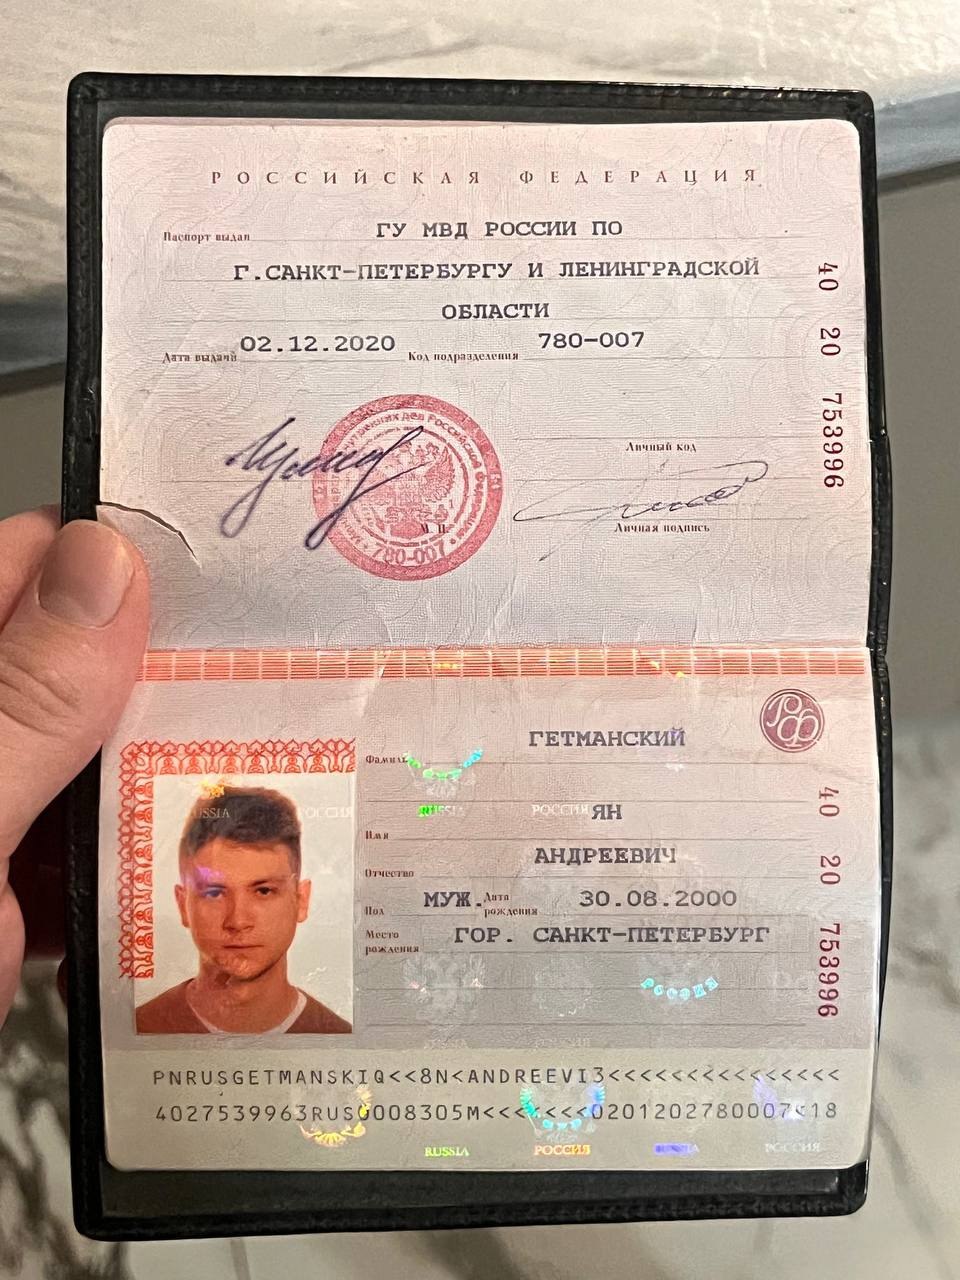 РОССИЙСКАЯ ФЕДЕРАЦИЯ
Паспорт выдан ГУ МВД РОССИИ ПО
Г.САНКТ-ПЕТЕРБУРГУ И ЛЕНИНГРАДСКОЙ
ОБЛАСТИ
Дата выдачи 02.12.2020 Код подразделения 780-007
40 20 753996
Личный код
М.П.
780-007
Личная подпись
ГЕТМАНСКИЙ
Фамилия
RUSSIA РОССИЯ RUSSIA РОССИЯ ЯН
Имя
АНДРЕЕВИЧ
Отчество
Пол МУЖ. Дата рождения 30.08.2000
Место рождения ГОР. САНКТ-ПЕТЕРБУРГ
РОССИЯ
40 20 753996
PNRUSGETMANSKIQ<<8N<ANDREEVI3<<<<<<<<<<<<<<<
4027539963RUS0008305M<<<<<<<0201202780007<18
RUSSIA РОССИЯ RUSSIA РОССИЯ